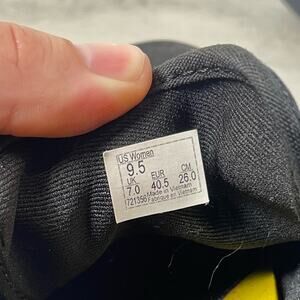 US Women
9.5
UK EUR CM
7.0 40.5 26.0
721356 Made in Vietnam
Fabriqué en Vietnam